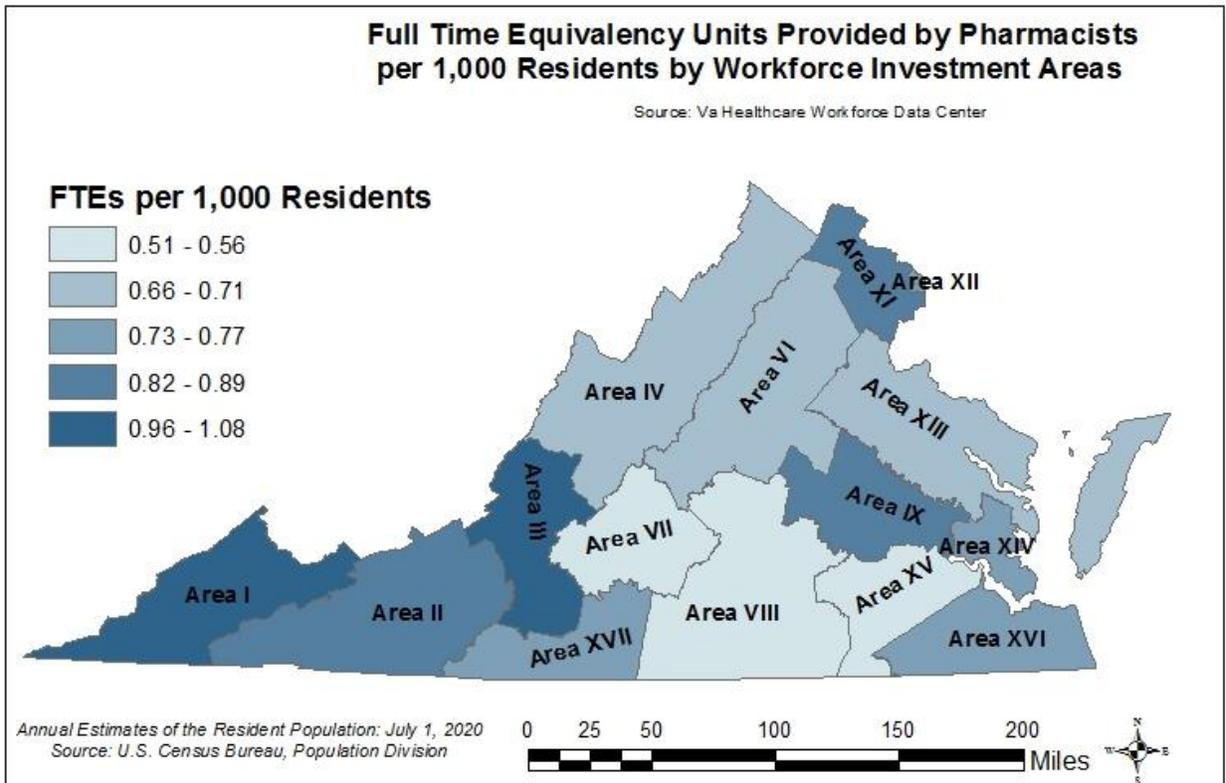 Full Time Equivalency Units Provided by Pharmacists
per 1,000 Residents by Workforce Investment Areas
Source: Va Healthcare Workforce Data Center
FTEs per 1,000 Residents
0.51 - 0.56
0.66 - 0.71
0.73 - 0.77
0.82 - 0.89
0.96 - 1.08
Area XI
Area XII
Area VI
Area IV
Area XIII
Area III
Area IX
Area VII
Area XIV
Area XV
Area I
Area II
Area VIII
Area XVII
Area XVI
Annual Estimates of the Resident Population: July 1, 2020
Source: U.S. Census Bureau, Population Division
0 25 50 100 150 200
Miles
N
W E
S